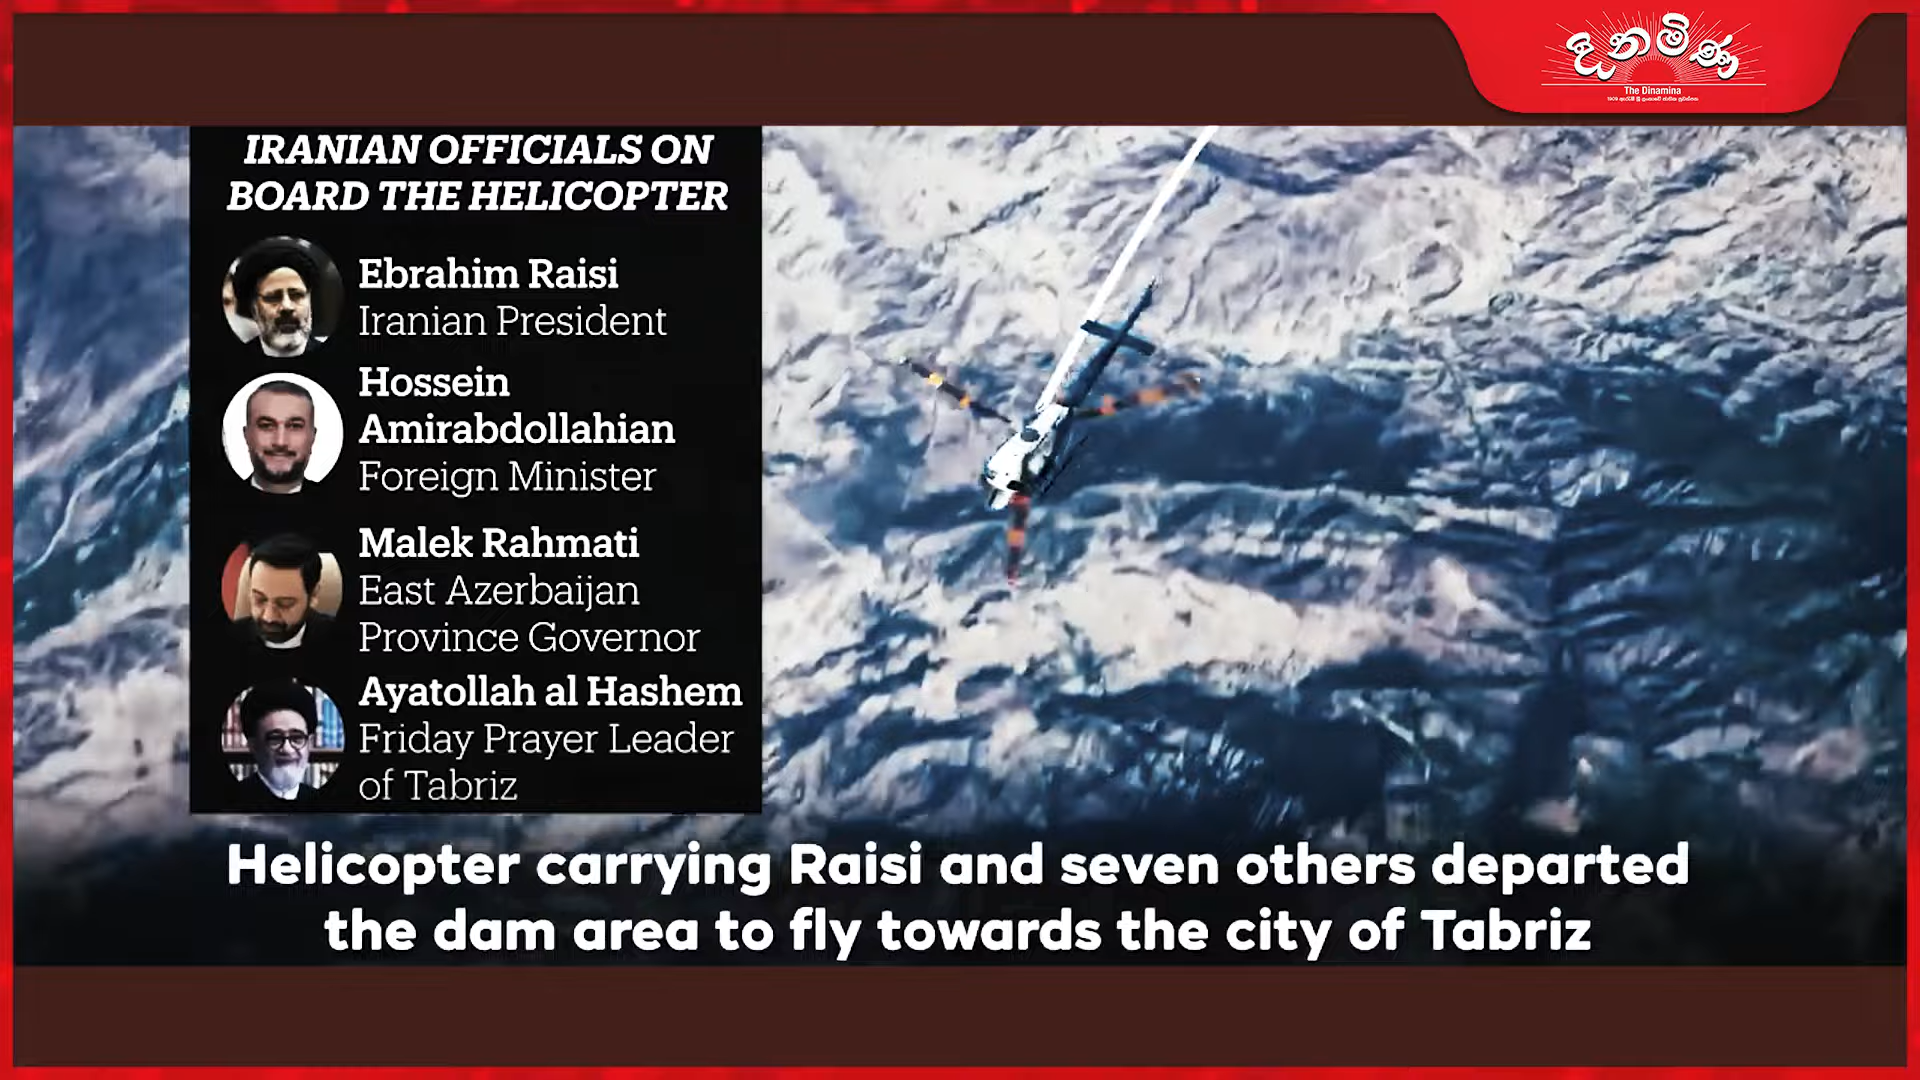 දිනමිණ
The Dinamina
IRANIAN OFFICIALS ON
BOARD THE HELICOPTER
Ebrahim Raisi
Iranian President
Hossein
Amirabdollahian
Foreign Minister
Malek Rahmati
East Azerbaijan
Province Governor
Ayatollah al Hashem
Friday Prayer Leader
of Tabriz
Helicopter carrying Raisi and seven others departed
the dam area to fly towards the city of Tabriz